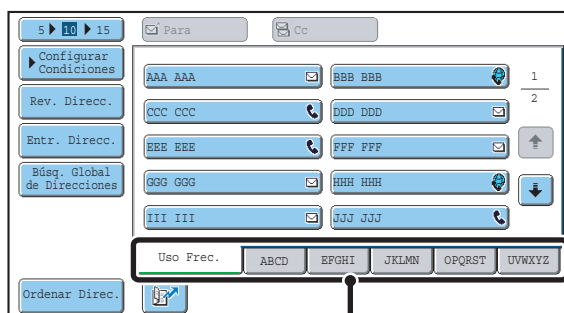 5 10 15
Para
Cc
Configurar
Condiciones
Rev. Direcc.
Entr. Direcc.
Búsq. Global
de Direcciones
AAA AAA
BBB BBB
CCC CCC
DDD DDD
EEE EEE
FFF FFF
GGG GGG
HHH HHH
III III
JJJ JJJ
1
2
Uso Frec.
ABCD
EFGHI
JKLMN
OPQRST
UVWXYZ
Ordenar Direc.